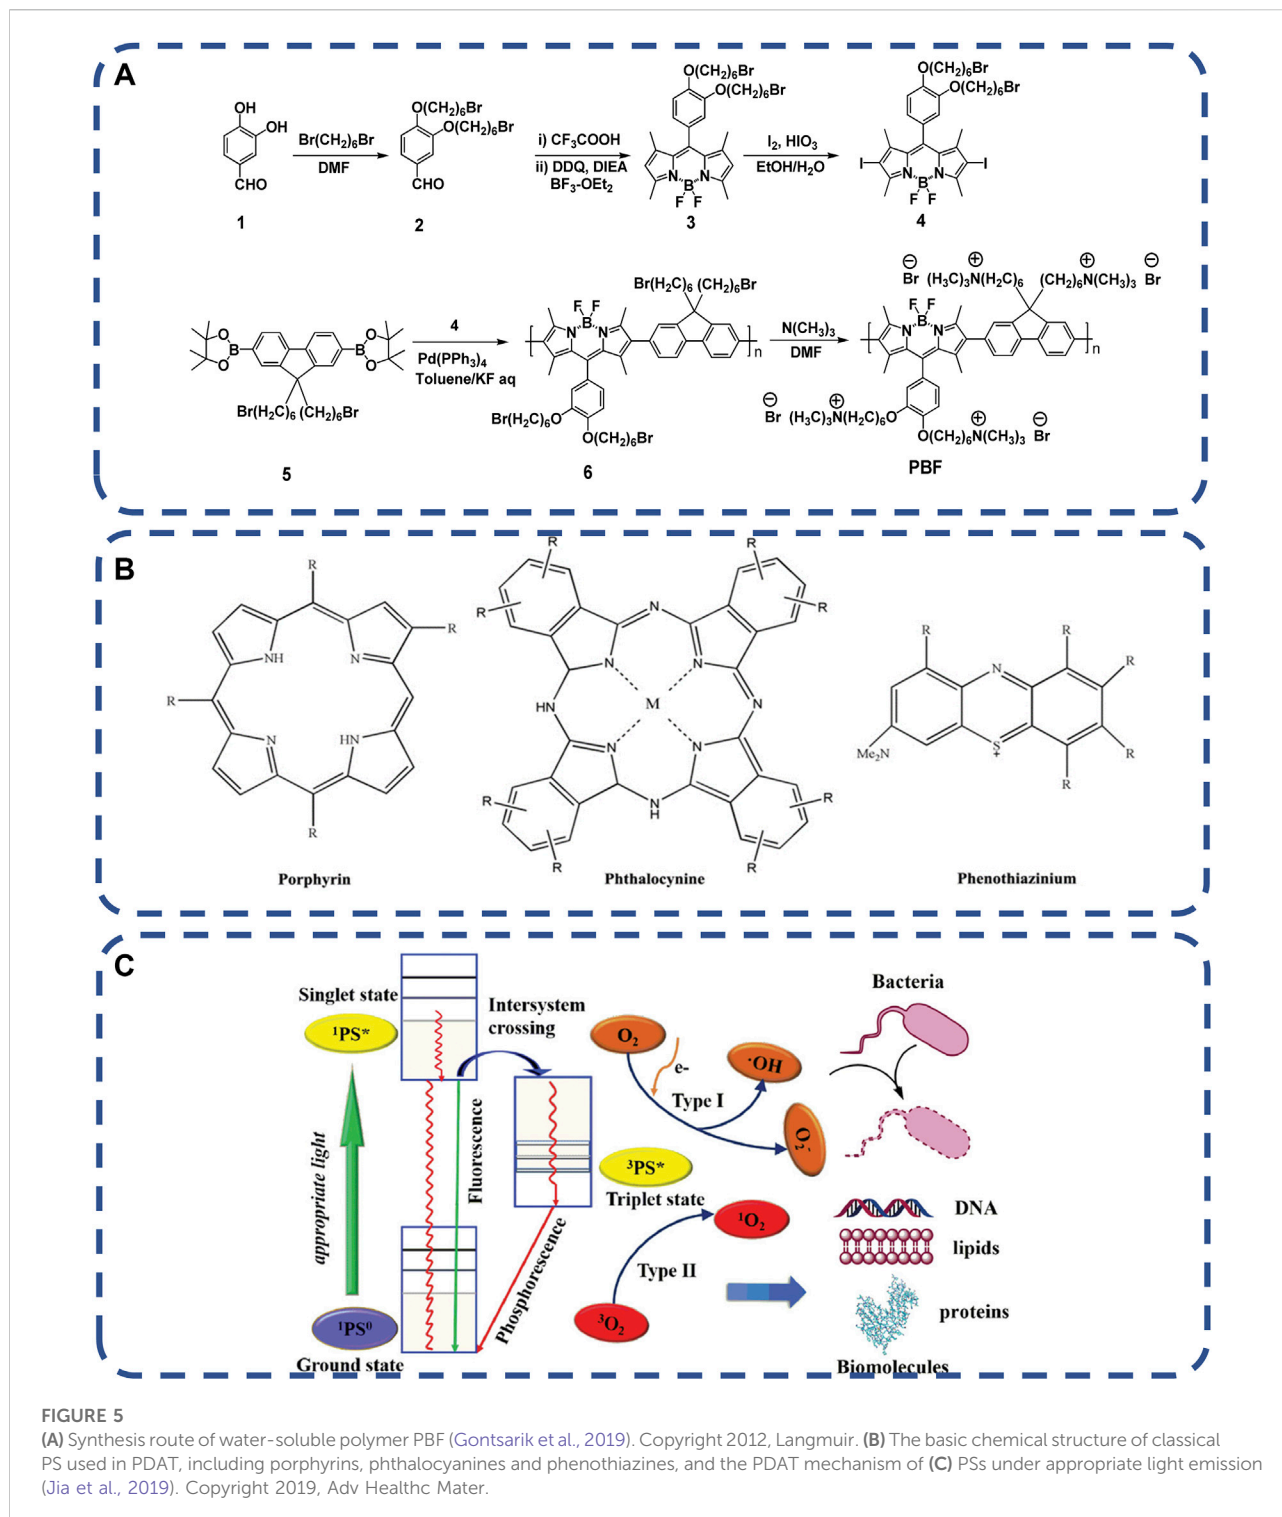 A
OH
OH
CHO
1
Br(CH₂)₆Br
DMF
O(CH₂)₆Br
O(CH₂)₆Br
CHO
2
i) CF₃COOH
ii) DDQ, DIEA
BF₃-OEt₂
O(CH₂)₆Br
O(CH₂)₆Br
N N
B
F F
3
I₂, HIO₃
EtOH/H₂O
O(CH₂)₆Br
O(CH₂)₆Br
I I
N N
B
F F
4
O O
B B
O O
Br(H₂C)₆ (CH₂)₆Br
5
4
Pd(PPh₃)₄
Toluene/KF aq
Br(H₂C)₆ (CH₂)₆Br
F F
B
N N
n
Br(H₂C)₆O
O(CH₂)₆Br
6
N(CH₃)₃
DMF
⊖ ⊕ ⊕ ⊖
Br (H₃C)₃N(H₂C)₆ (CH₂)₆N(CH₃)₃ Br
F F
B
N N
n
⊖ ⊕
Br (H₃C)₃N(H₂C)₆O
⊕ ⊖
O(CH₂)₆N(CH₃)₃ Br
PBF
B
R
R
NH N
R
N HN
R
Porphyrin
R R
R R
N
N N
HN M N
N N
N
H
R R
R R
Phthalocynine
R R
N R
Me₂N S R
+ R
Phenothiazinium
C
Singlet state
¹PS*
appropriate light
¹PS⁰
Ground state
Intersystem
crossing
Fluorescence
Phosphorescence
³PS*
Triplet state
O₂
e-
Type I
·OH
O₂⁻
¹O₂
Type II
³O₂
Bacteria
DNA
lipids
proteins
Biomolecules
FIGURE 5
(A) Synthesis route of water-soluble polymer PBF (Gontsarik et al., 2019). Copyright 2012, Langmuir. (B) The basic chemical structure of classical
PS used in PDAT, including porphyrins, phthalocyanines and phenothiazines, and the PDAT mechanism of (C) PSs under appropriate light emission
(Jia et al., 2019). Copyright 2019, Adv Healthc Mater.